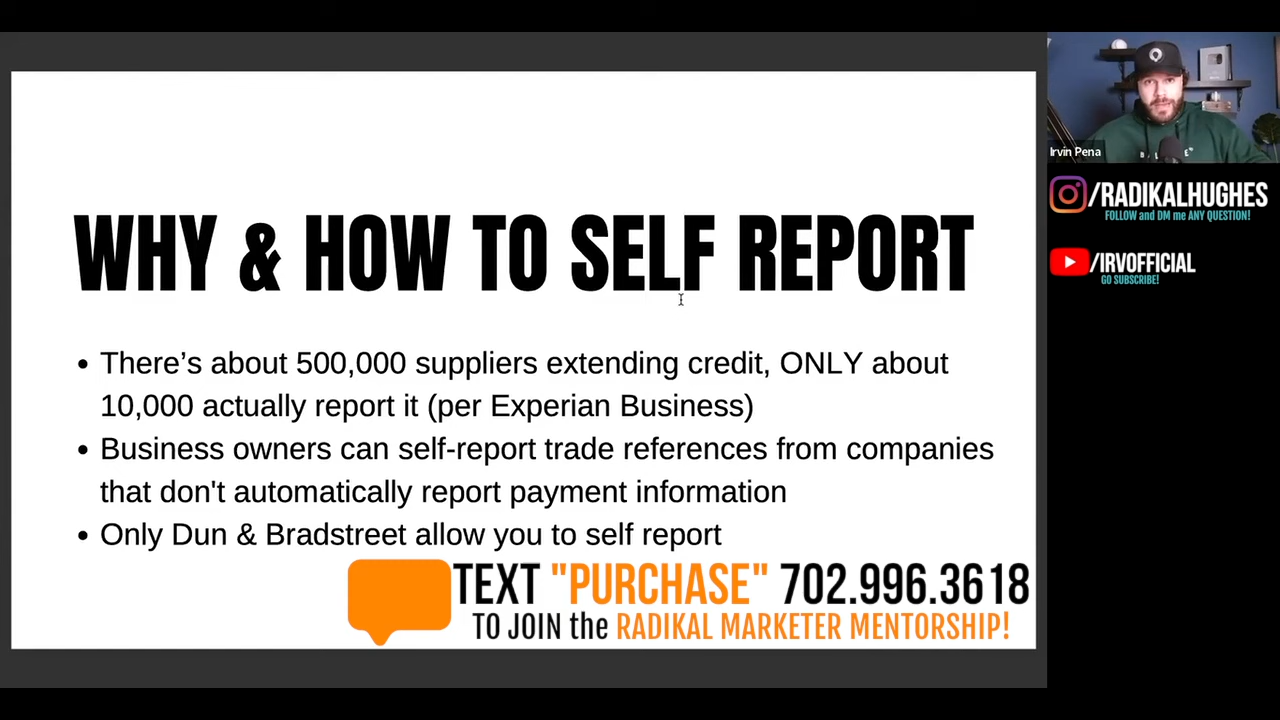 WHY & HOW TO SELF REPORT
• There’s about 500,000 suppliers extending credit, ONLY about
10,000 actually report it (per Experian Business)
• Business owners can self-report trade references from companies
that don't automatically report payment information
• Only Dun & Bradstreet allow you to self report
TEXT "PURCHASE" 702.996.3618
TO JOIN the RADIKAL MARKETER MENTORSHIP!
Irvin Pena
/RADIKALHUGHES
FOLLOW and DM me ANY QUESTION!
/IRVOFFICIAL
GO SUBSCRIBE!